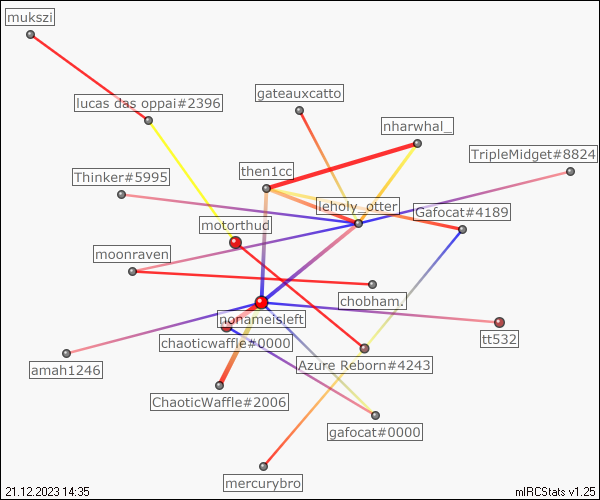 mukszi
lucas das oppai#2396
gateauxcatto
nharwhal_
TripleMidget#8824
then1cc
Thinker#5995
leholy_otter
Gafocat#4189
motorthud
moonraven
chobham.
nonameisleft
chaoticwaffle#0000
tt532
amah1246
Azure Reborn#4243
ChaoticWaffle#2006
gafocat#0000
mercurybro
21.12.2023 14:35
mIRCStats v1.25